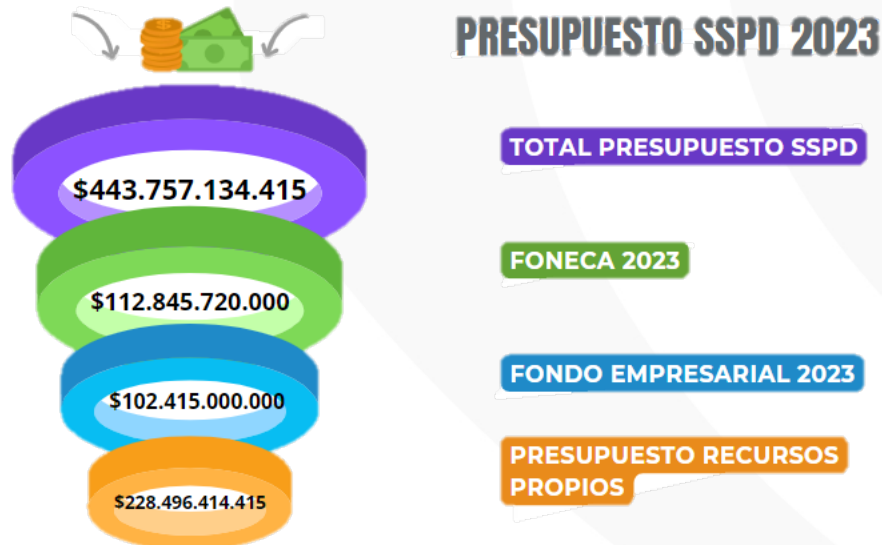 PRESUPUESTO SSPD 2023
$443.757.134.415
TOTAL PRESUPUESTO SSPD
$112.845.720.000
FONECA 2023
$102.415.000.000
FONDO EMPRESARIAL 2023
$228.496.414.415
PRESUPUESTO RECURSOS
PROPIOS